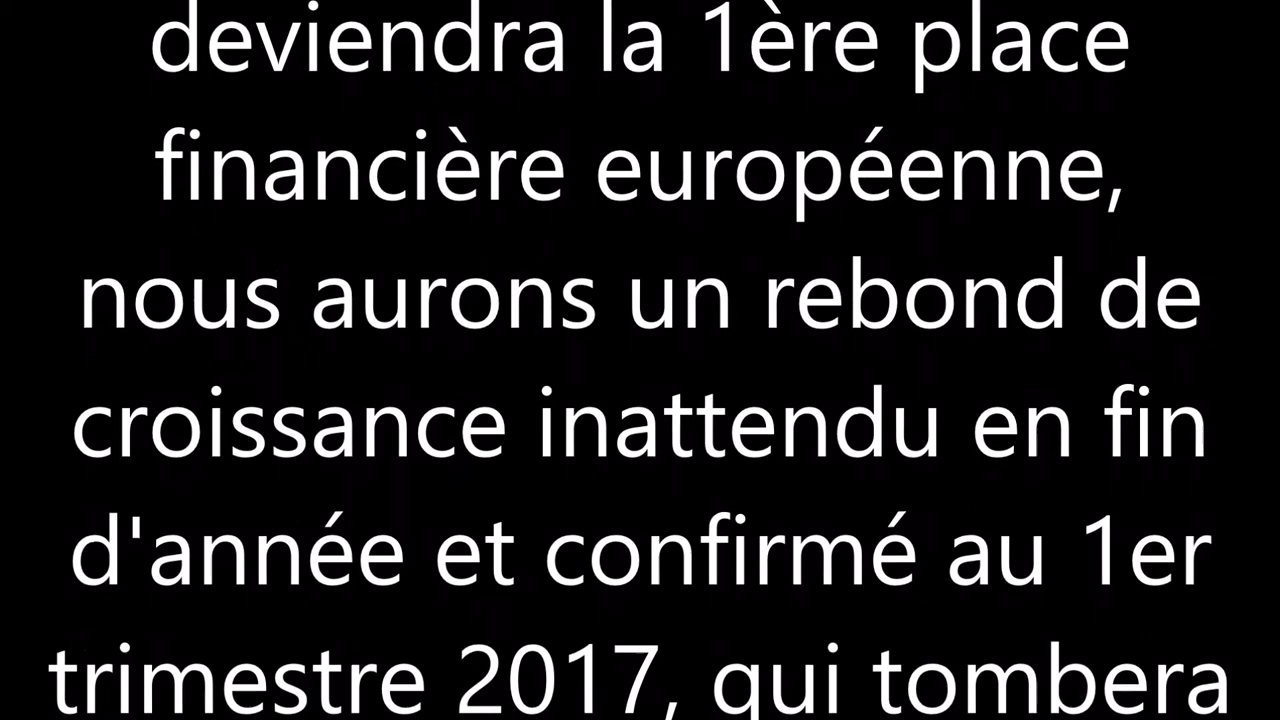 deviendra la 1ère place
financière européenne,
nous aurons un rebond de
croissance inattendu en fin
d'année et confirmé au 1er
trimestre 2017, qui tombera